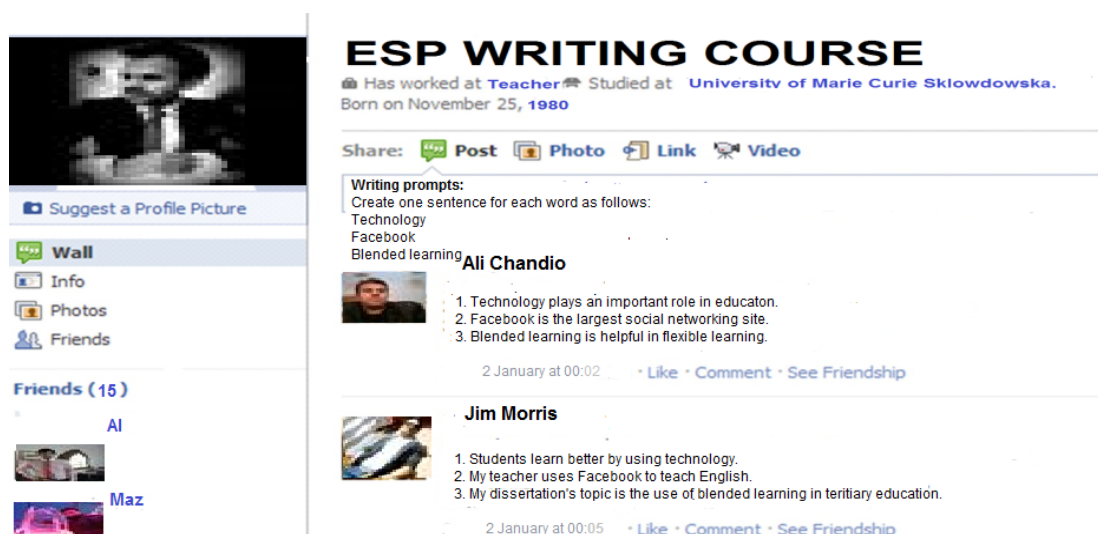 ESP WRITING COURSE
Has worked at Teacher Studied at University of Marie Curie Sklowdowska.
Born on November 25, 1980
Share: Post Photo Link Video
Writing prompts:
Create one sentence for each word as follows:
Technology
Facebook
Blended learning
Suggest a Profile Picture
Wall
Info
Photos
Friends
Friends (15)
Al
Maz
Ali Chandio
1. Technology plays an important role in educaton.
2. Facebook is the largest social networking site.
3. Blended learning is helpful in flexible learning.
2 January at 00:02 · Like · Comment · See Friendship
Jim Morris
1. Students learn better by using technology.
2. My teacher uses Facebook to teach English.
3. My dissertation's topic is the use of blended learning in teritiary education.
2 January at 00:05 · Like · Comment · See Friendship